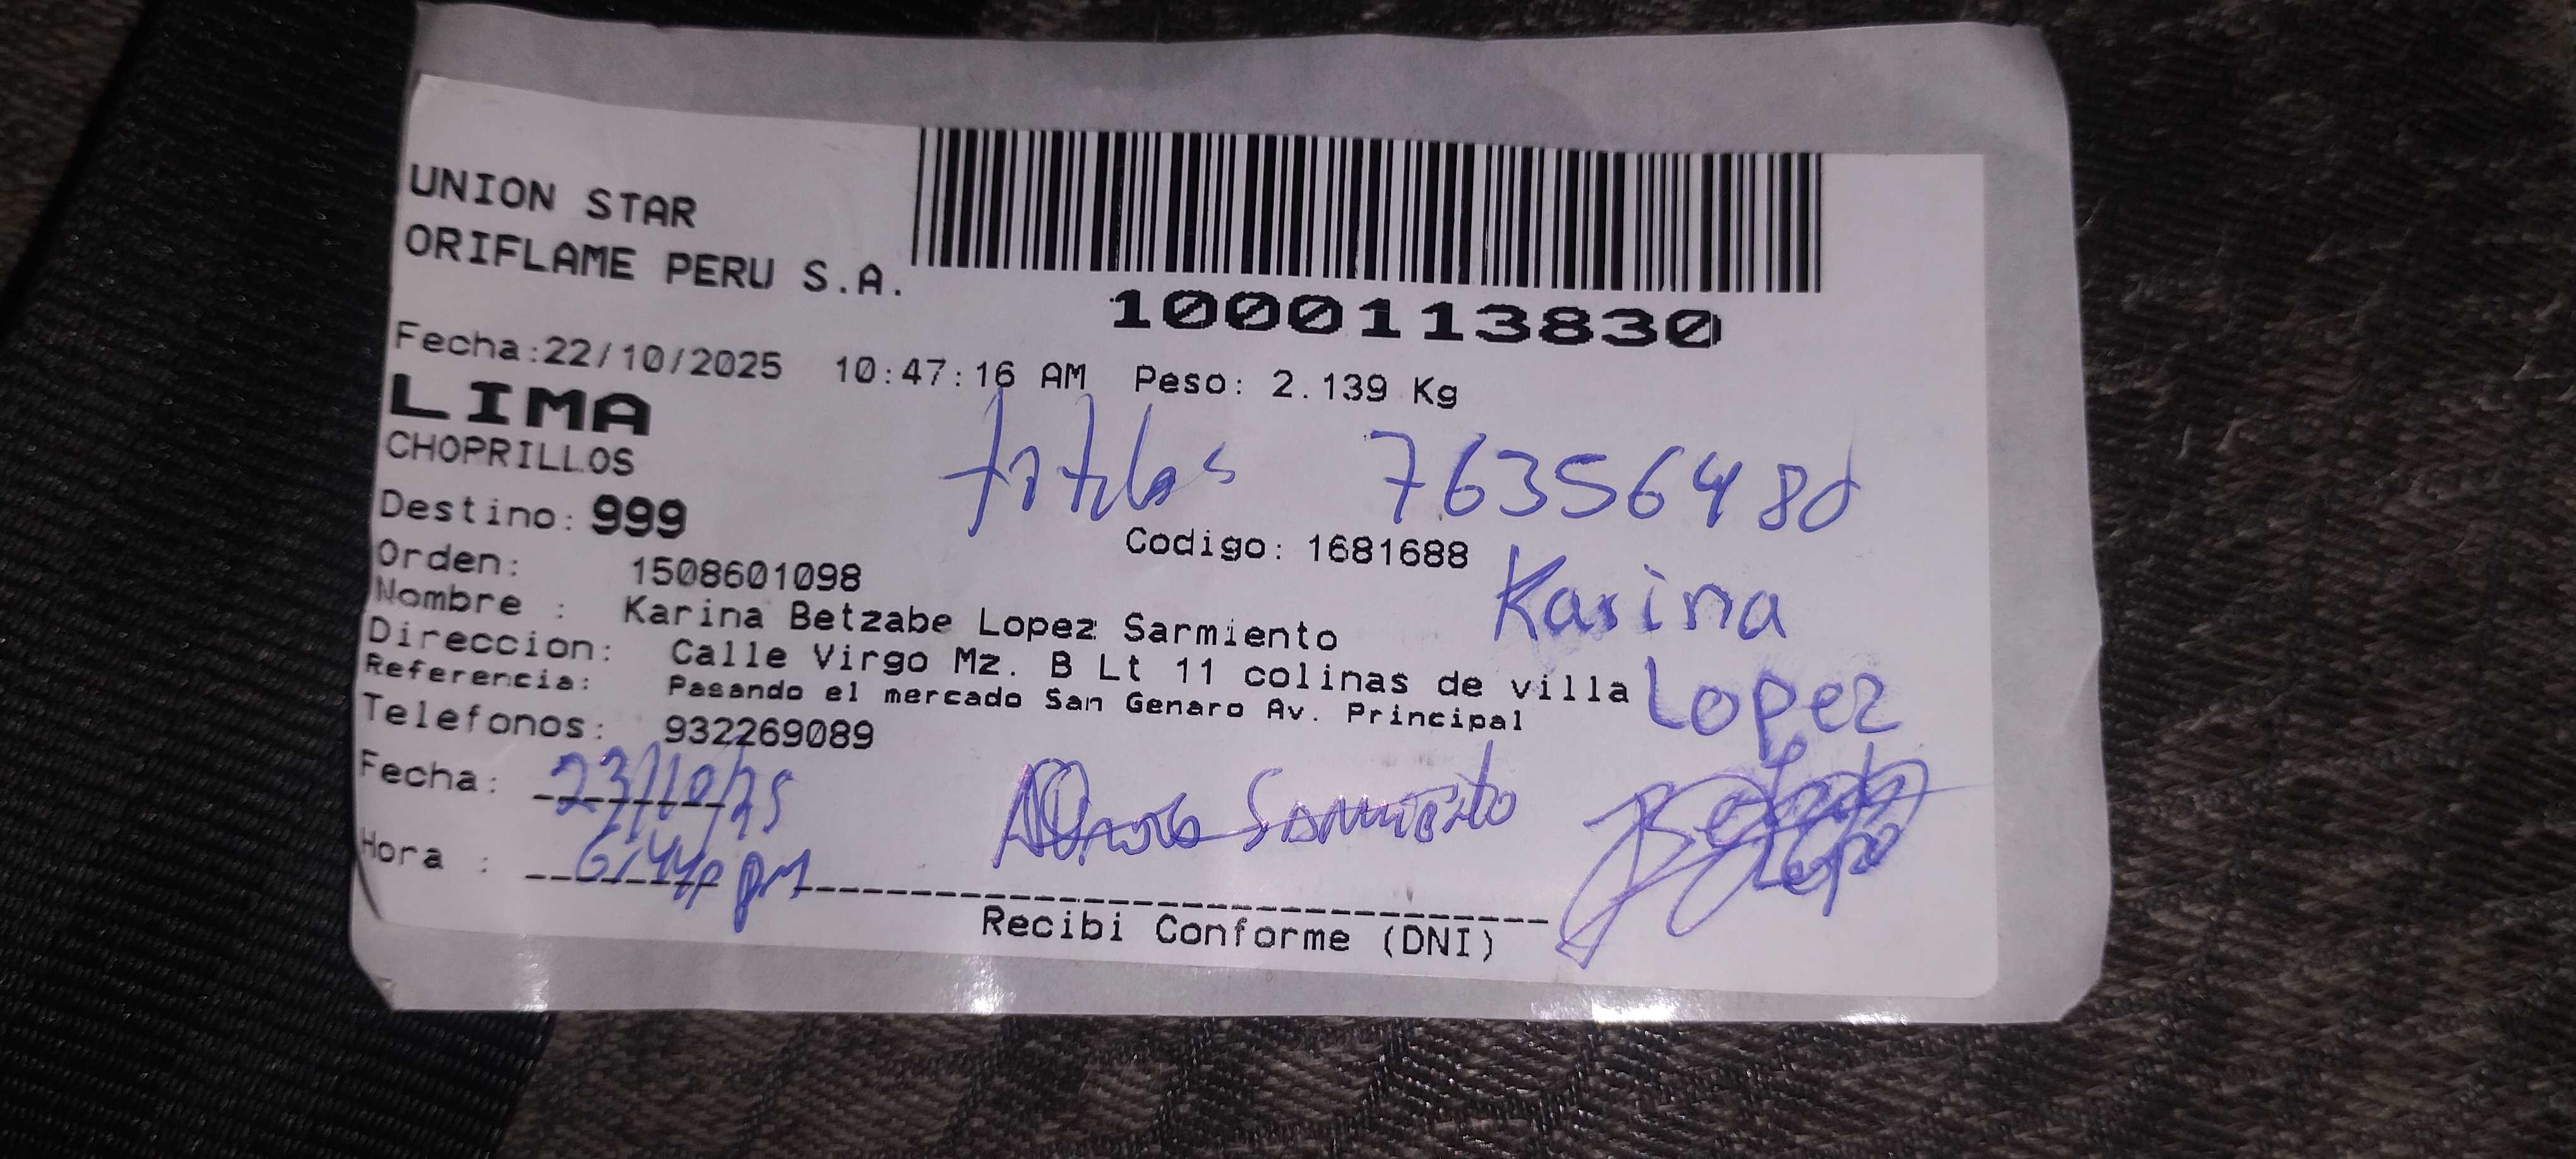 UNION STAR
ORIFLAME PERU S.A.
1000113830
Fecha:22/10/2025 10:47:16 AM Peso: 2.139 Kg
LIMA
CHOPRILLOS
Destino: 999
76356480
Codigo: 1681688
Orden: 1508601098
Karina
Nombre : Karina Betzabe Lopez Sarmiento
Direccion: Calle Virgo Mz. B Lt 11 colinas de villa
Lopez
Referencia: Pasando el mercado San Genaro Av. Principal
Telefonos: 932269089
Fecha: 23/10/25
Sarmiento
Hora : 6:44 pm
Recibi Conforme (DNI)